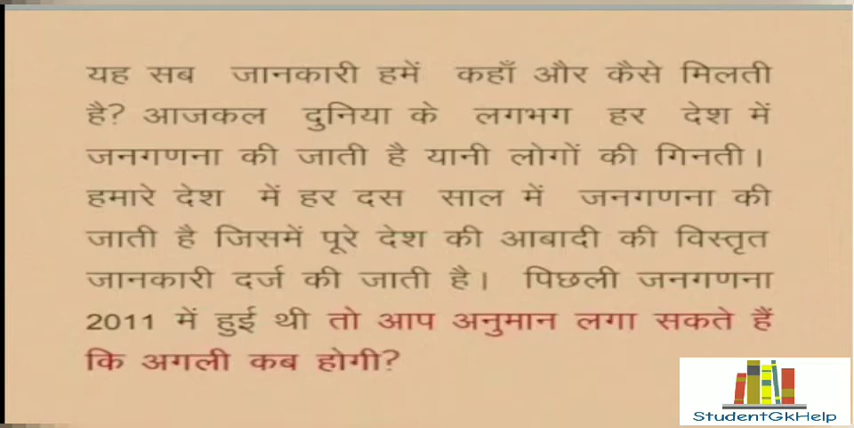 यह सब जानकारी हमें कहाँ और कैसे मिलती
है? आजकल दुनिया के लगभग हर देश में
जनगणना की जाती है यानी लोगों की गिनती।
हमारे देश में हर दस साल में जनगणना की
जाती है जिसमें पूरे देश की आबादी की विस्तृत
जानकारी दर्ज की जाती है। पिछली जनगणना
2011 में हुई थी तो आप अनुमान लगा सकते हैं
कि अगली कब होगी?
StudentGkHelp